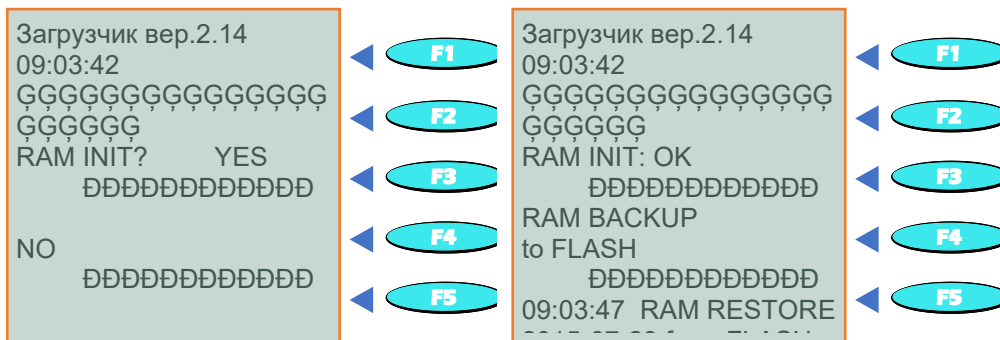 Загрузчик вер.2.14
09:03:42
ĢĢĢĢĢĢĢĢĢĢĢĢĢĢĢ
ĢĢĢĢĢĢ
RAM INIT? YES
ĐĐĐĐĐĐĐĐĐĐĐĐ
NO
ĐĐĐĐĐĐĐĐĐĐĐĐ
F1
F2
F3
F4
F5
Загрузчик вер.2.14
09:03:42
ĢĢĢĢĢĢĢĢĢĢĢĢĢĢĢ
ĢĢĢĢĢĢ
RAM INIT: OK
ĐĐĐĐĐĐĐĐĐĐĐĐ
RAM BACKUP
to FLASH
ĐĐĐĐĐĐĐĐĐĐĐĐ
09:03:47 RAM RESTORE
F1
F2
F3
F4
F5